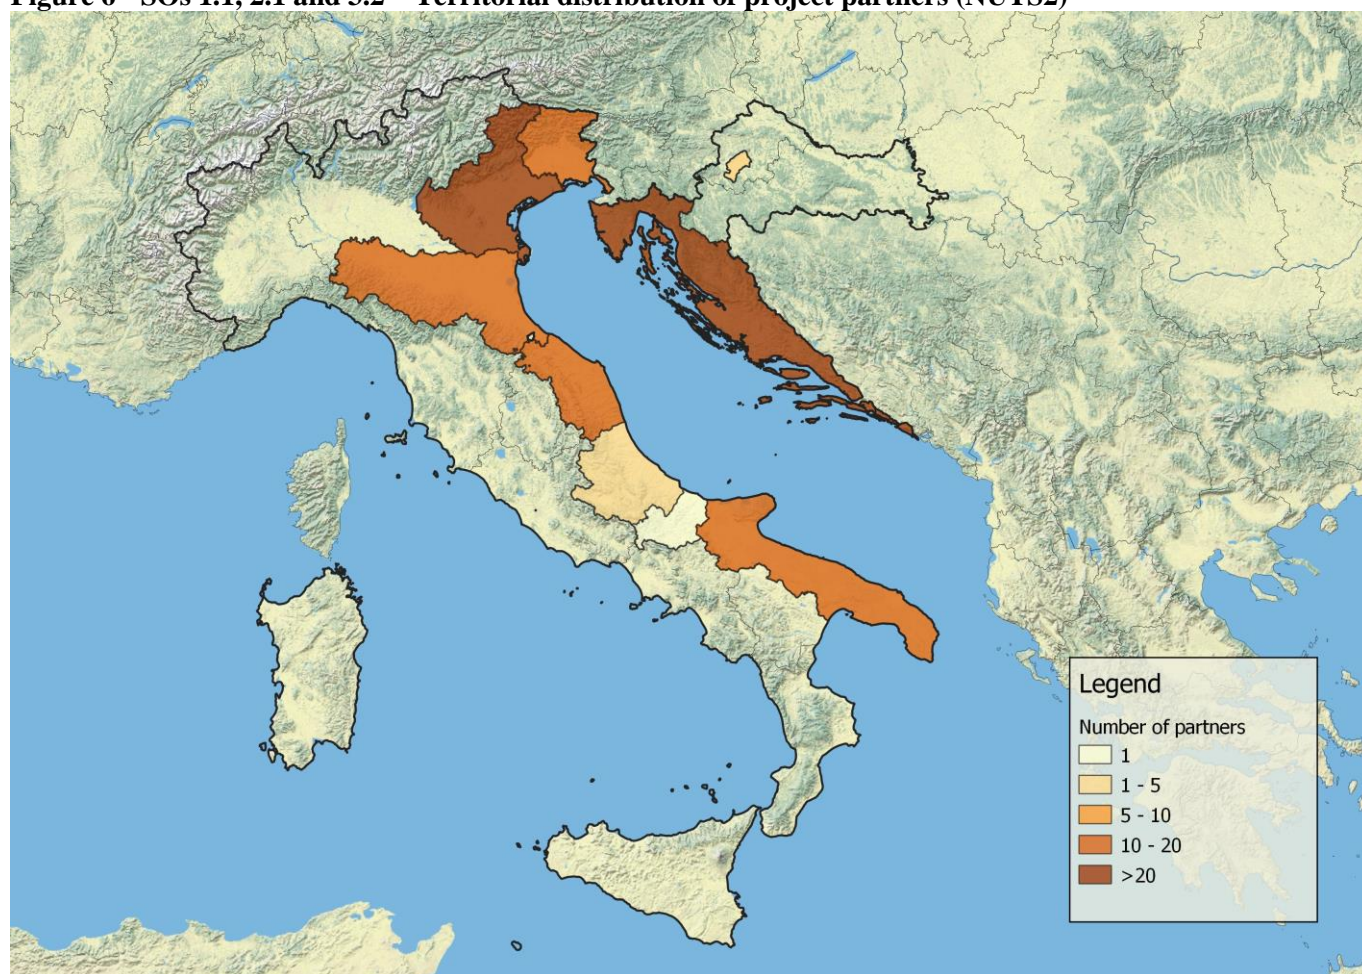 Figure 6 - SOs 1.1, 2.1 and 3.2 – Territorial distribution of project partners (NUTS2)
Legend
Number of partners
1
1 - 5
5 - 10
10 - 20
>20